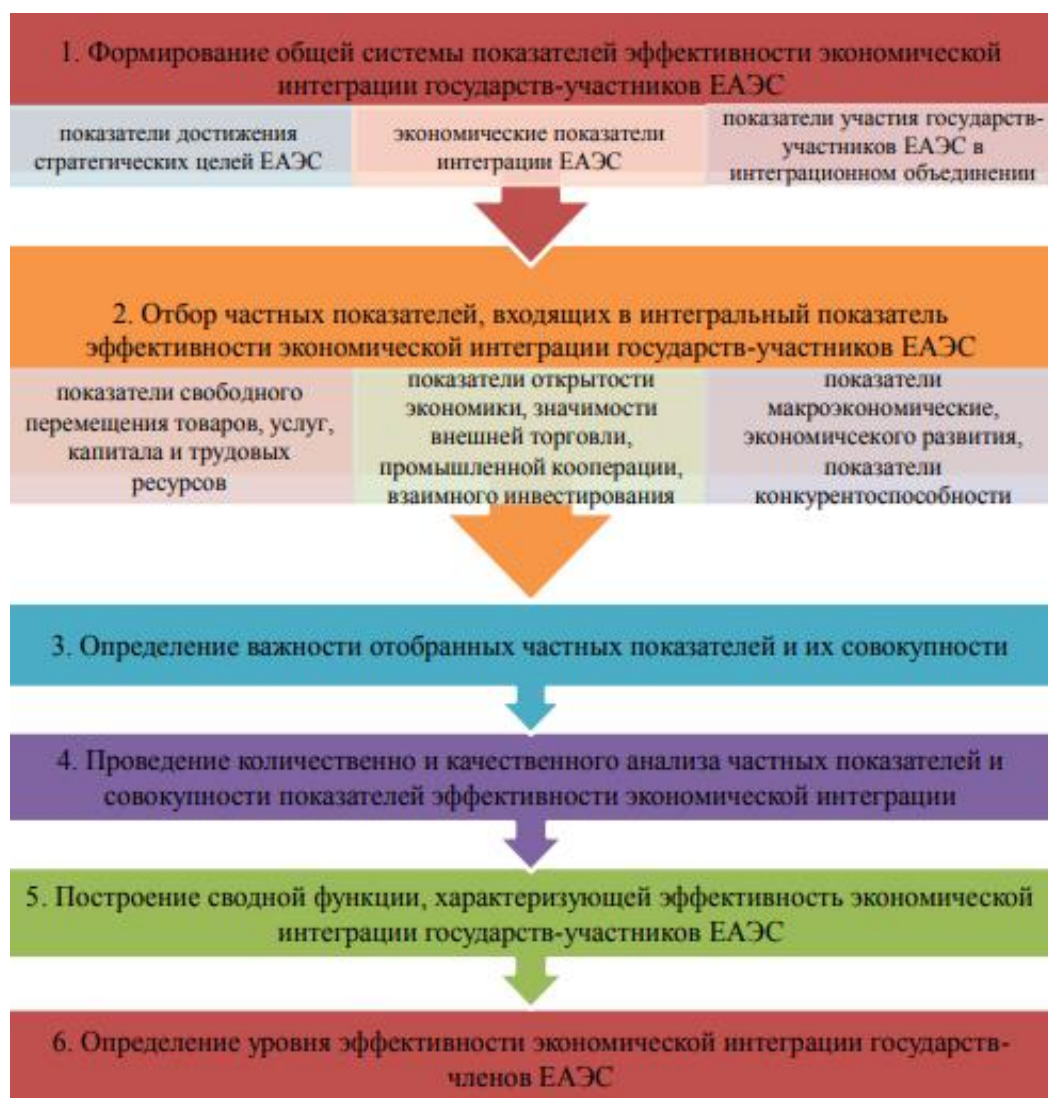 1. Формирование общей системы показателей эффективности экономической
интеграции государств-участников ЕАЭС
показатели достижения
стратегических целей ЕАЭС
экономические показатели
интеграции ЕАЭС
показатели участия государств-
участников ЕАЭС в
интеграционном объединении
2. Отбор частных показателей, входящих в интегральный показатель
эффективности экономической интеграции государств-участников ЕАЭС
показатели свободного
перемещения товаров, услуг,
капитала и трудовых
ресурсов
показатели открытости
экономики, значимости
внешней торговли,
промышленной кооперации,
взаимного инвестирования
показатели
макроэкономические,
экономичсекого развития,
показатели
конкурентоспособности
3. Определение важности отобранных частных показателей и их совокупности
4. Проведение количественно и качественного анализа частных показателей и
совокупности показателей эффективности экономической интеграции
5. Построение сводной функции, характеризующей эффективность экономической
интеграции государств-участников ЕАЭС
6. Определение уровня эффективности экономической интеграции государств-
членов ЕАЭС